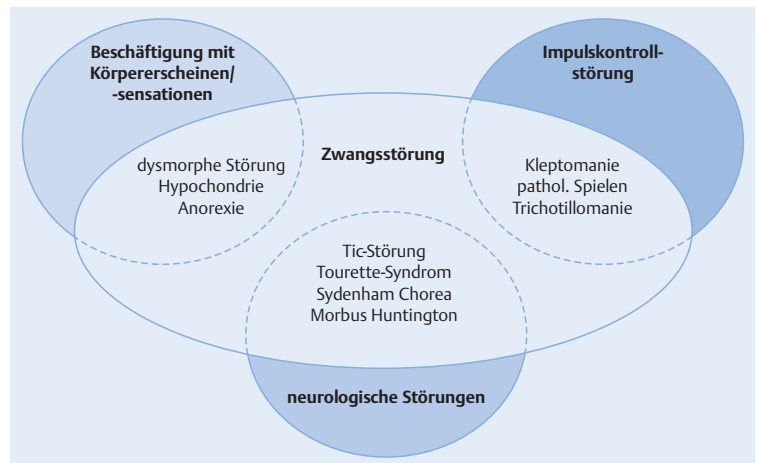 Beschäftigung mit
Körpererscheinen/
-sensationen
Impulskontroll-
störung
Zwangsstörung
dysmorphe Störung
Hypochondrie
Anorexie
Kleptomanie
pathol. Spielen
Trichotillomanie
Tic-Störung
Tourette-Syndrom
Sydenham Chorea
Morbus Huntington
neurologische Störungen